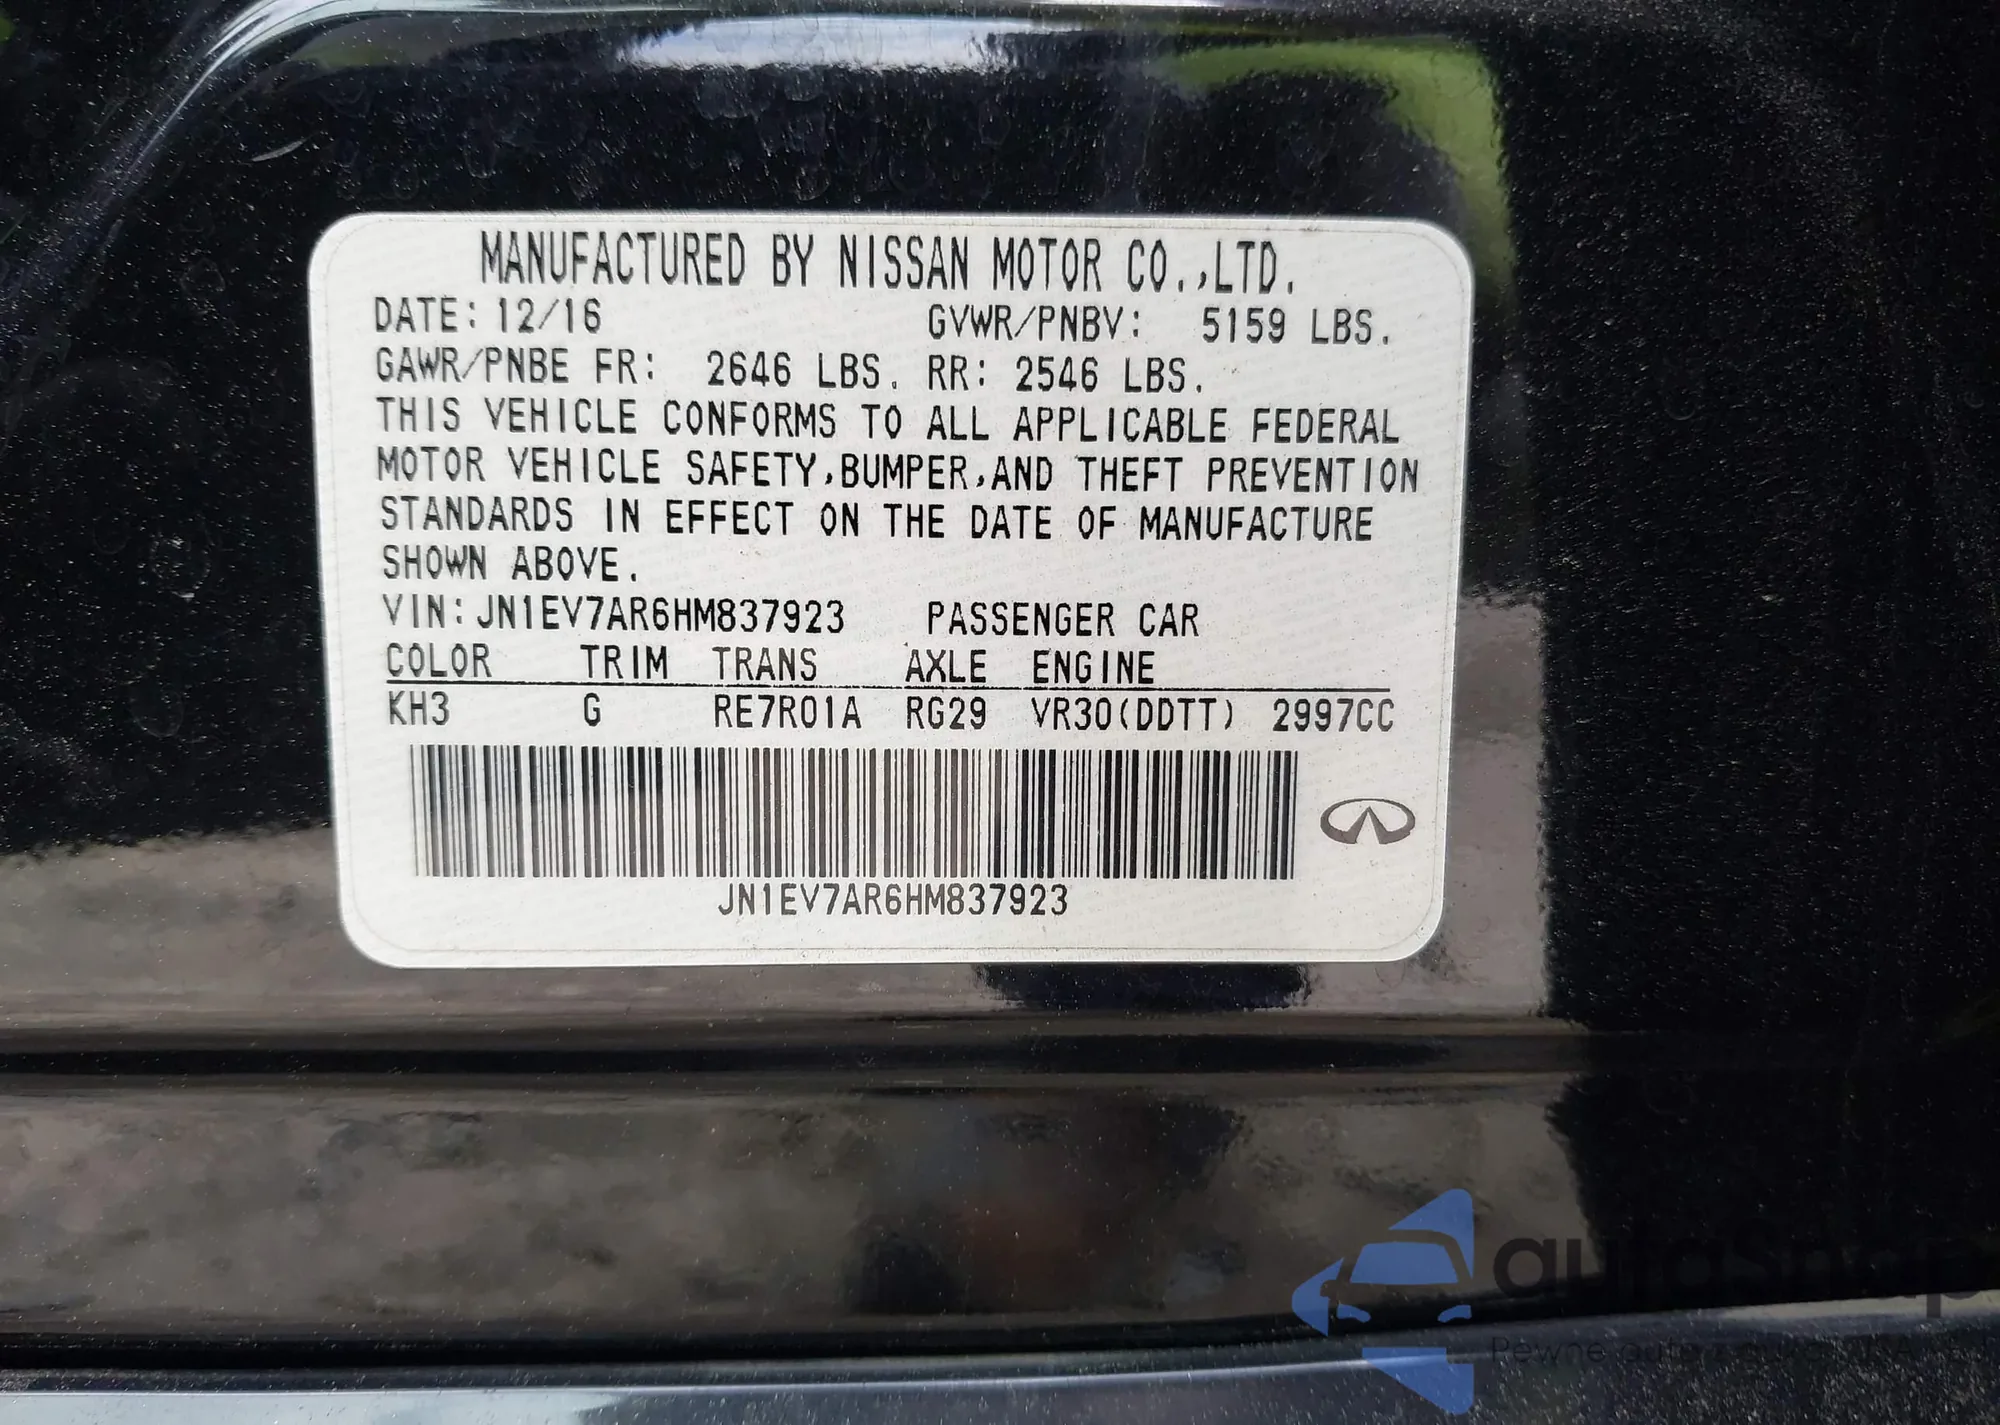 MANUFACTURED BY NISSAN MOTOR CO.,LTD.
DATE: 12/16 GVWR/PNBV: 5159 LBS.
GAWR/PNBE FR: 2646 LBS. RR: 2546 LBS.
THIS VEHICLE CONFORMS TO ALL APPLICABLE FEDERAL
MOTOR VEHICLE SAFETY,BUMPER,AND THEFT PREVENTION
STANDARDS IN EFFECT ON THE DATE OF MANUFACTURE
SHOWN ABOVE.
VIN: JN1EV7AR6HM837923 PASSENGER CAR
COLOR TRIM TRANS AXLE ENGINE
KH3 G RE7R01A RG29 VR30(DDTT) 2997CC
JN1EV7AR6HM837923
autaSnap
Pewne auto z